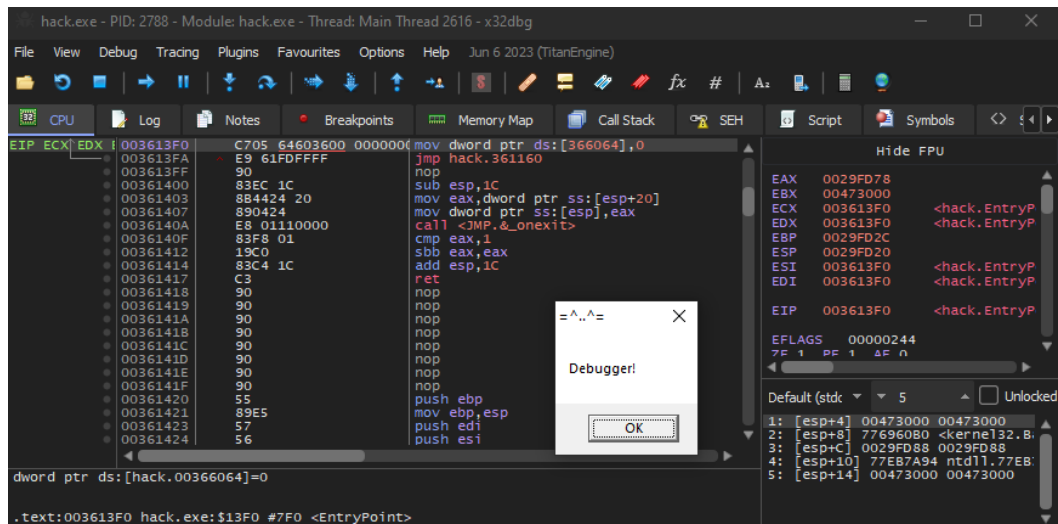 hack.exe - PID: 2788 - Module: hack.exe - Thread: Main Thread 2616 - x32dbg
File View Debug Tracing Plugins Favourites Options Help Jun 6 2023 (TitanEngine)
CPU Log Notes Breakpoints Memory Map Call Stack SEH Script Symbols
EIP ECX EDX 003613F0 C705 64603600 0000000 mov dword ptr ds:[366064],0
003613FA E9 61FDFFFF jmp hack.361160
003613FF 90 nop
00361400 83EC 1C sub esp,1C
00361403 8B4424 20 mov eax,dword ptr ss:[esp+20]
00361407 890424 mov dword ptr ss:[esp],eax
0036140A E8 01110000 call <JMP.&_onexit>
0036140F 83F8 01 cmp eax,1
00361412 19C0 sbb eax,eax
00361414 83C4 1C add esp,1C
00361417 C3 ret
00361418 90 nop
00361419 90 nop
0036141A 90 nop
0036141B 90 nop
0036141C 90 nop
0036141D 90 nop
0036141E 90 nop
0036141F 90 nop
00361420 55 push ebp
00361421 89E5 mov ebp,esp
00361423 57 push edi
00361424 56 push esi
=^..^=
Debugger!
OK
Hide FPU
EAX 0029FD78
EBX 00473000
ECX 003613F0 <hack.EntryP
EDX 003613F0 <hack.EntryP
EBP 0029FD2C
ESP 0029FD20
ESI 003613F0 <hack.EntryP
EDI 003613F0 <hack.EntryP
EIP 003613F0 <hack.EntryP
EFLAGS 00000244
ZF 1 PF 1 AF 0
Default (stdc 5 Unlocked
1: [esp+4] 00473000 00473000
2: [esp+8] 776960B0 <kernel32.Ba
3: [esp+C] 0029FD88 0029FD88
4: [esp+10] 77EB7A94 ntdll.77EB
5: [esp+14] 00473000 00473000
dword ptr ds:[hack.00366064]=0
.text:003613F0 hack.exe:$13F0 #7F0 <EntryPoint>